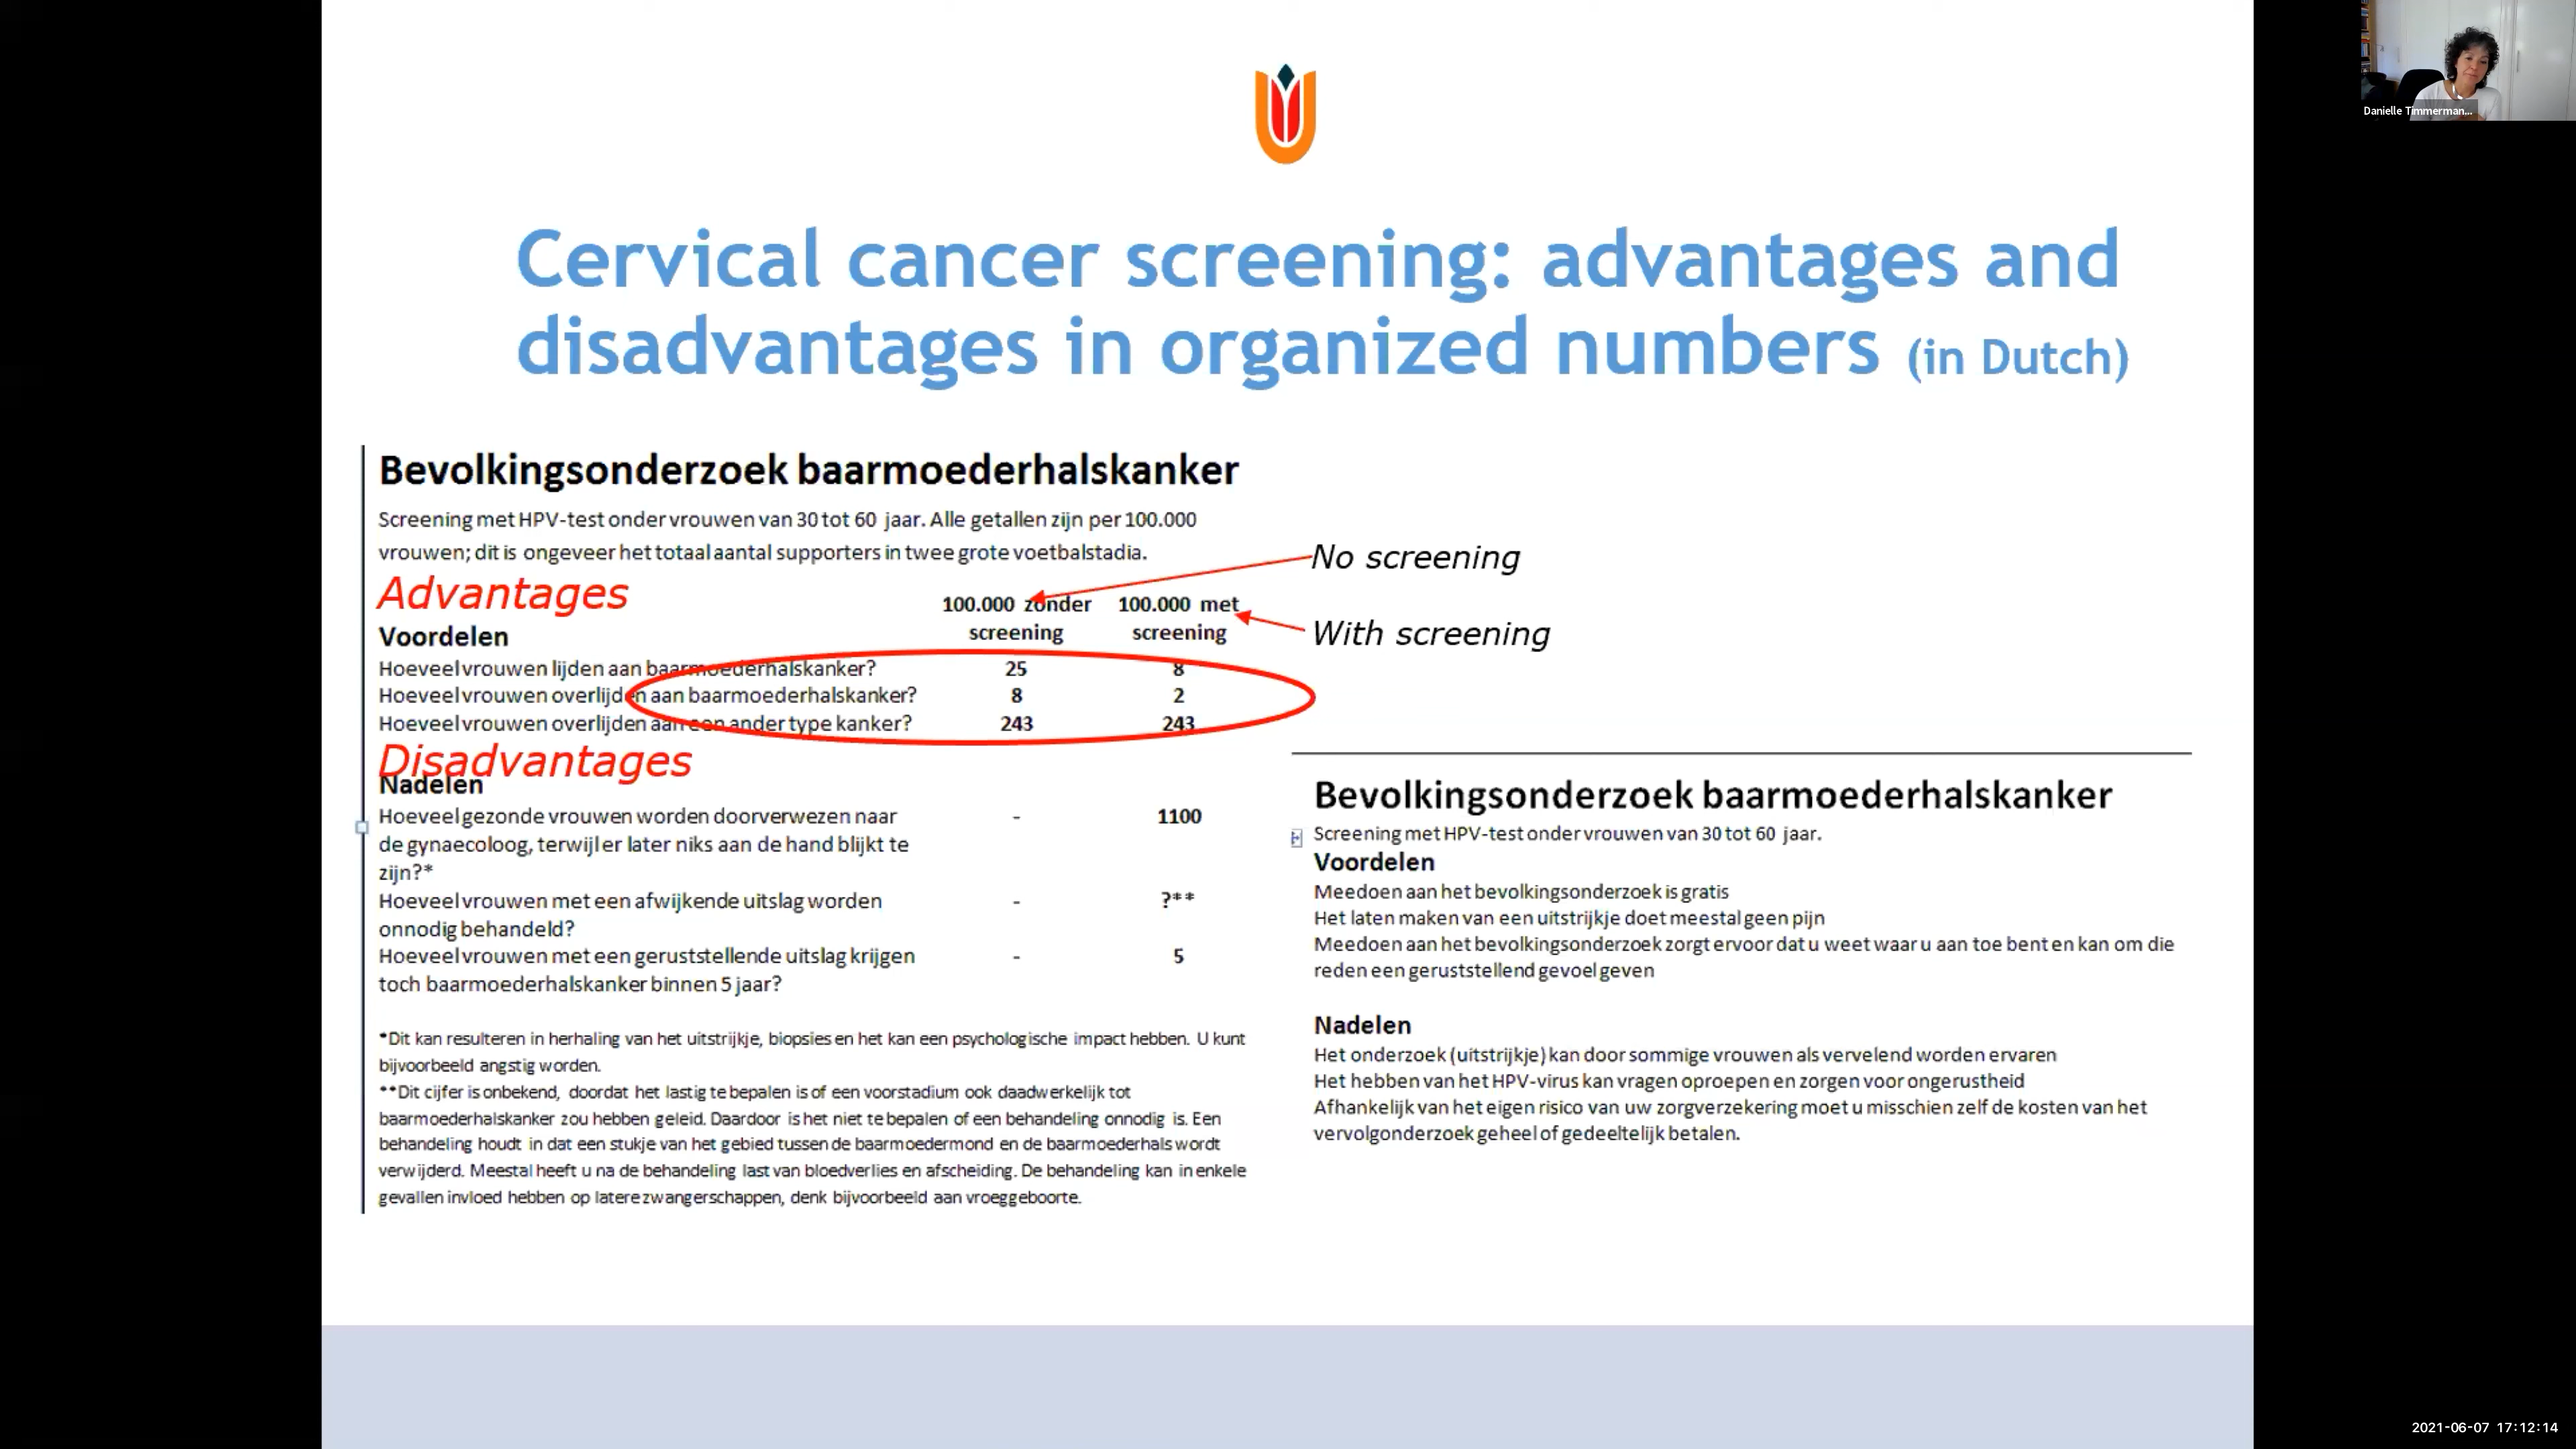 Danielle Timmerman...
Cervical cancer screening: advantages and
disadvantages in organized numbers (in Dutch)
Bevolkingsonderzoek baarmoederhalskanker
Screening met HPV-test onder vrouwen van 30 tot 60 jaar. Alle getallen zijn per 100.000
vrouwen; dit is ongeveer het totaal aantal supporters in twee grote voetbalstadia.
No screening
With screening
Advantages
100.000 zonder screening
100.000 met screening
Voordelen
Hoeveel vrouwen lijden aan baarmoederhalskanker? 25 8
Hoeveel vrouwen overlijden aan baarmoederhalskanker? 8 2
Hoeveel vrouwen overlijden aan een ander type kanker? 243 243
Disadvantages
Nadelen
Hoeveel gezonde vrouwen worden doorverwezen naar - 1100
de gynaecoloog, terwijl er later niks aan de hand blijkt te
zijn?*
Hoeveel vrouwen met een afwijkende uitslag worden - ?**
onnodig behandeld?
Hoeveel vrouwen met een geruststellende uitslag krijgen - 5
toch baarmoederhalskanker binnen 5 jaar?
*Dit kan resulteren in herhaling van het uitstrijkje, biopsies en het kan een psychologische impact hebben. U kunt
bijvoorbeeld angstig worden.
**Dit cijfer is onbekend, doordat het lastig te bepalen is of een voorstadium ook daadwerkelijk tot
baarmoederhalskanker zou hebben geleid. Daardoor is het niet te bepalen of een behandeling onnodig is. Een
behandeling houdt in dat een stukje van het gebied tussen de baarmoedermond en de baarmoederhals wordt
verwijderd. Meestal heeft u na de behandeling last van bloedverlies en afscheiding. De behandeling kan in enkele
gevallen invloed hebben op latere zwangerschappen, denk bijvoorbeeld aan vroeggeboorte.
Bevolkingsonderzoek baarmoederhalskanker
Screening met HPV-test onder vrouwen van 30 tot 60 jaar.
Voordelen
Meedoen aan het bevolkingsonderzoek is gratis
Het laten maken van een uitstrijkje doet meestal geen pijn
Meedoen aan het bevolkingsonderzoek zorgt ervoor dat u weet waar u aan toe bent en kan om die
reden een geruststellend gevoel geven
Nadelen
Het onderzoek (uitstrijkje) kan door sommige vrouwen als vervelend worden ervaren
Het hebben van het HPV-virus kan vragen oproepen en zorgen voor ongerustheid
Afhankelijk van het eigen risico van uw zorgverzekering moet u misschien zelf de kosten van het
vervolgonderzoek geheel of gedeeltelijk betalen.
2021-06-07 17:12:14